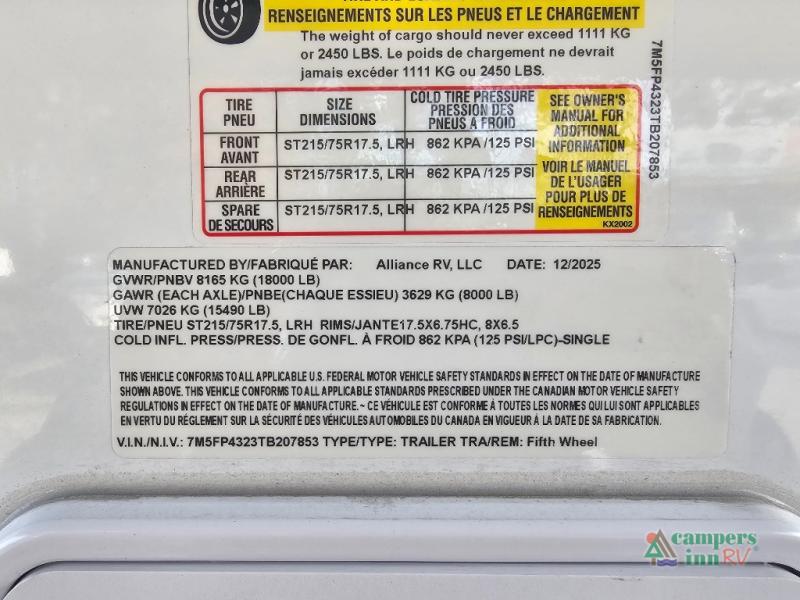 RENSEIGNEMENTS SUR LES PNEUS ET LE CHARGEMENT
The weight of cargo should never exceed 1111 KG
or 2450 LBS. Le poids de chargement ne devrait
jamais excéder 1111 KG ou 2450 LBS.
TIRE PNEU SIZE DIMENSIONS COLD TIRE PRESSURE PRESSION DES PNEUS À FROID
FRONT AVANT ST215/75R17.5, LRH 862 KPA /125 PSI
REAR ARRIÈRE ST215/75R17.5, LRH 862 KPA /125 PSI
SPARE DE SECOURS ST215/75R17.5, LRH 862 KPA /125 PSI
SEE OWNER'S
MANUAL FOR
ADDITIONAL
INFORMATION
VOIR LE MANUEL
DE L'USAGER
POUR PLUS DE
RENSEIGNEMENTS
KX2002
7M5FP4323TB207853
MANUFACTURED BY/FABRIQUÉ PAR: Alliance RV, LLC DATE: 12/2025
GVWR/PNBV 8165 KG (18000 LB)
GAWR (EACH AXLE)/PNBE(CHAQUE ESSIEU) 3629 KG (8000 LB)
UVW 7026 KG (15490 LB)
TIRE/PNEU ST215/75R17.5, LRH RIMS/JANTE17.5X6.75HC, 8X6.5
COLD INFL. PRESS/PRESS. DE GONFL. À FROID 862 KPA (125 PSI/LPC)-SINGLE
THIS VEHICLE CONFORMS TO ALL APPLICABLE U.S. FEDERAL MOTOR VEHICLE SAFETY STANDARDS IN EFFECT ON THE DATE OF MANUFACTURE
SHOWN ABOVE. THIS VEHICLE CONFORMS TO ALL APPLICABLE STANDARDS PRESCRIBED UNDER THE CANADIAN MOTOR VEHICLE SAFETY
REGULATIONS IN EFFECT ON THE DATE OF MANUFACTURE.~ CE VÉHICULE EST CONFORME À TOUTES LES NORMES QUI LUI SONT APPLICABLES
EN VERTU DU RÉGLEMENT SUR LA SÉCURITÉ DES VÉHICULES AUTOMOBILES DU CANADA EN VIGUEUR À LA DATE DE SA FABRICATION.
V.I.N./N.I.V.: 7M5FP4323TB207853 TYPE/TYPE: TRAILER TRA/REM: Fifth Wheel
campers
inn RV